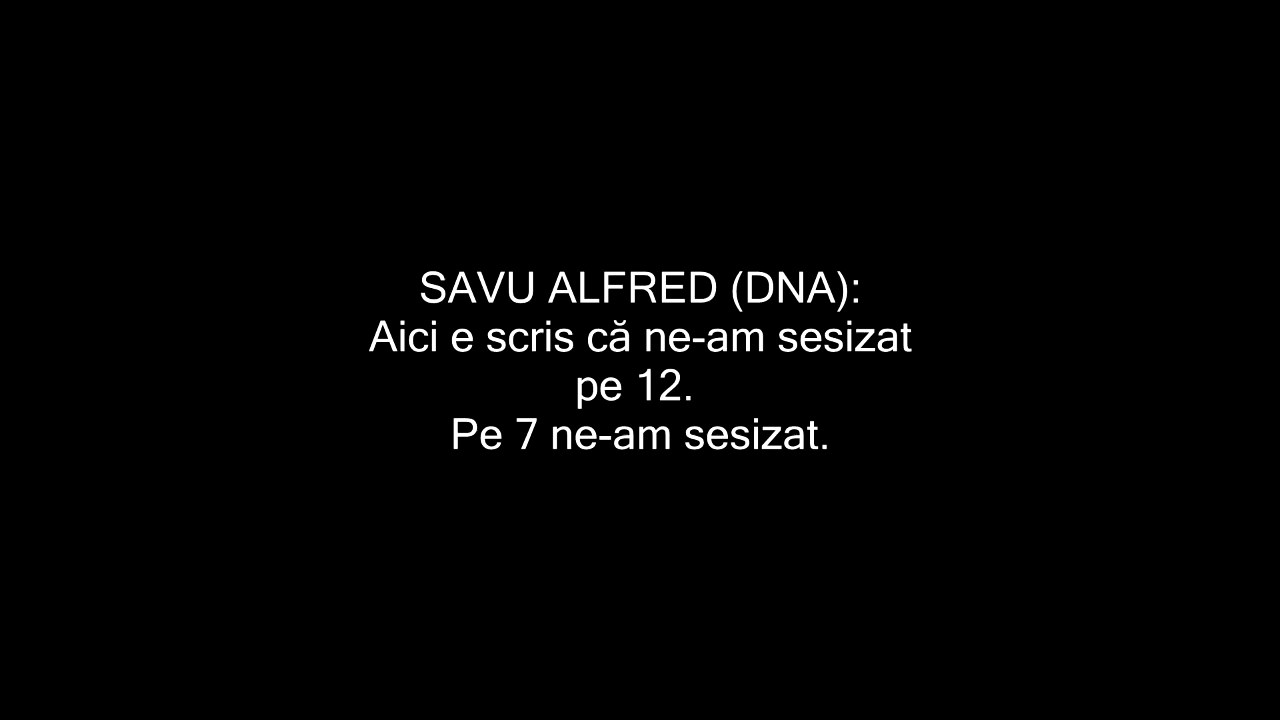 SAVU ALFRED (DNA):
Aici e scris că ne-am sesizat
pe 12.
Pe 7 ne-am sesizat.